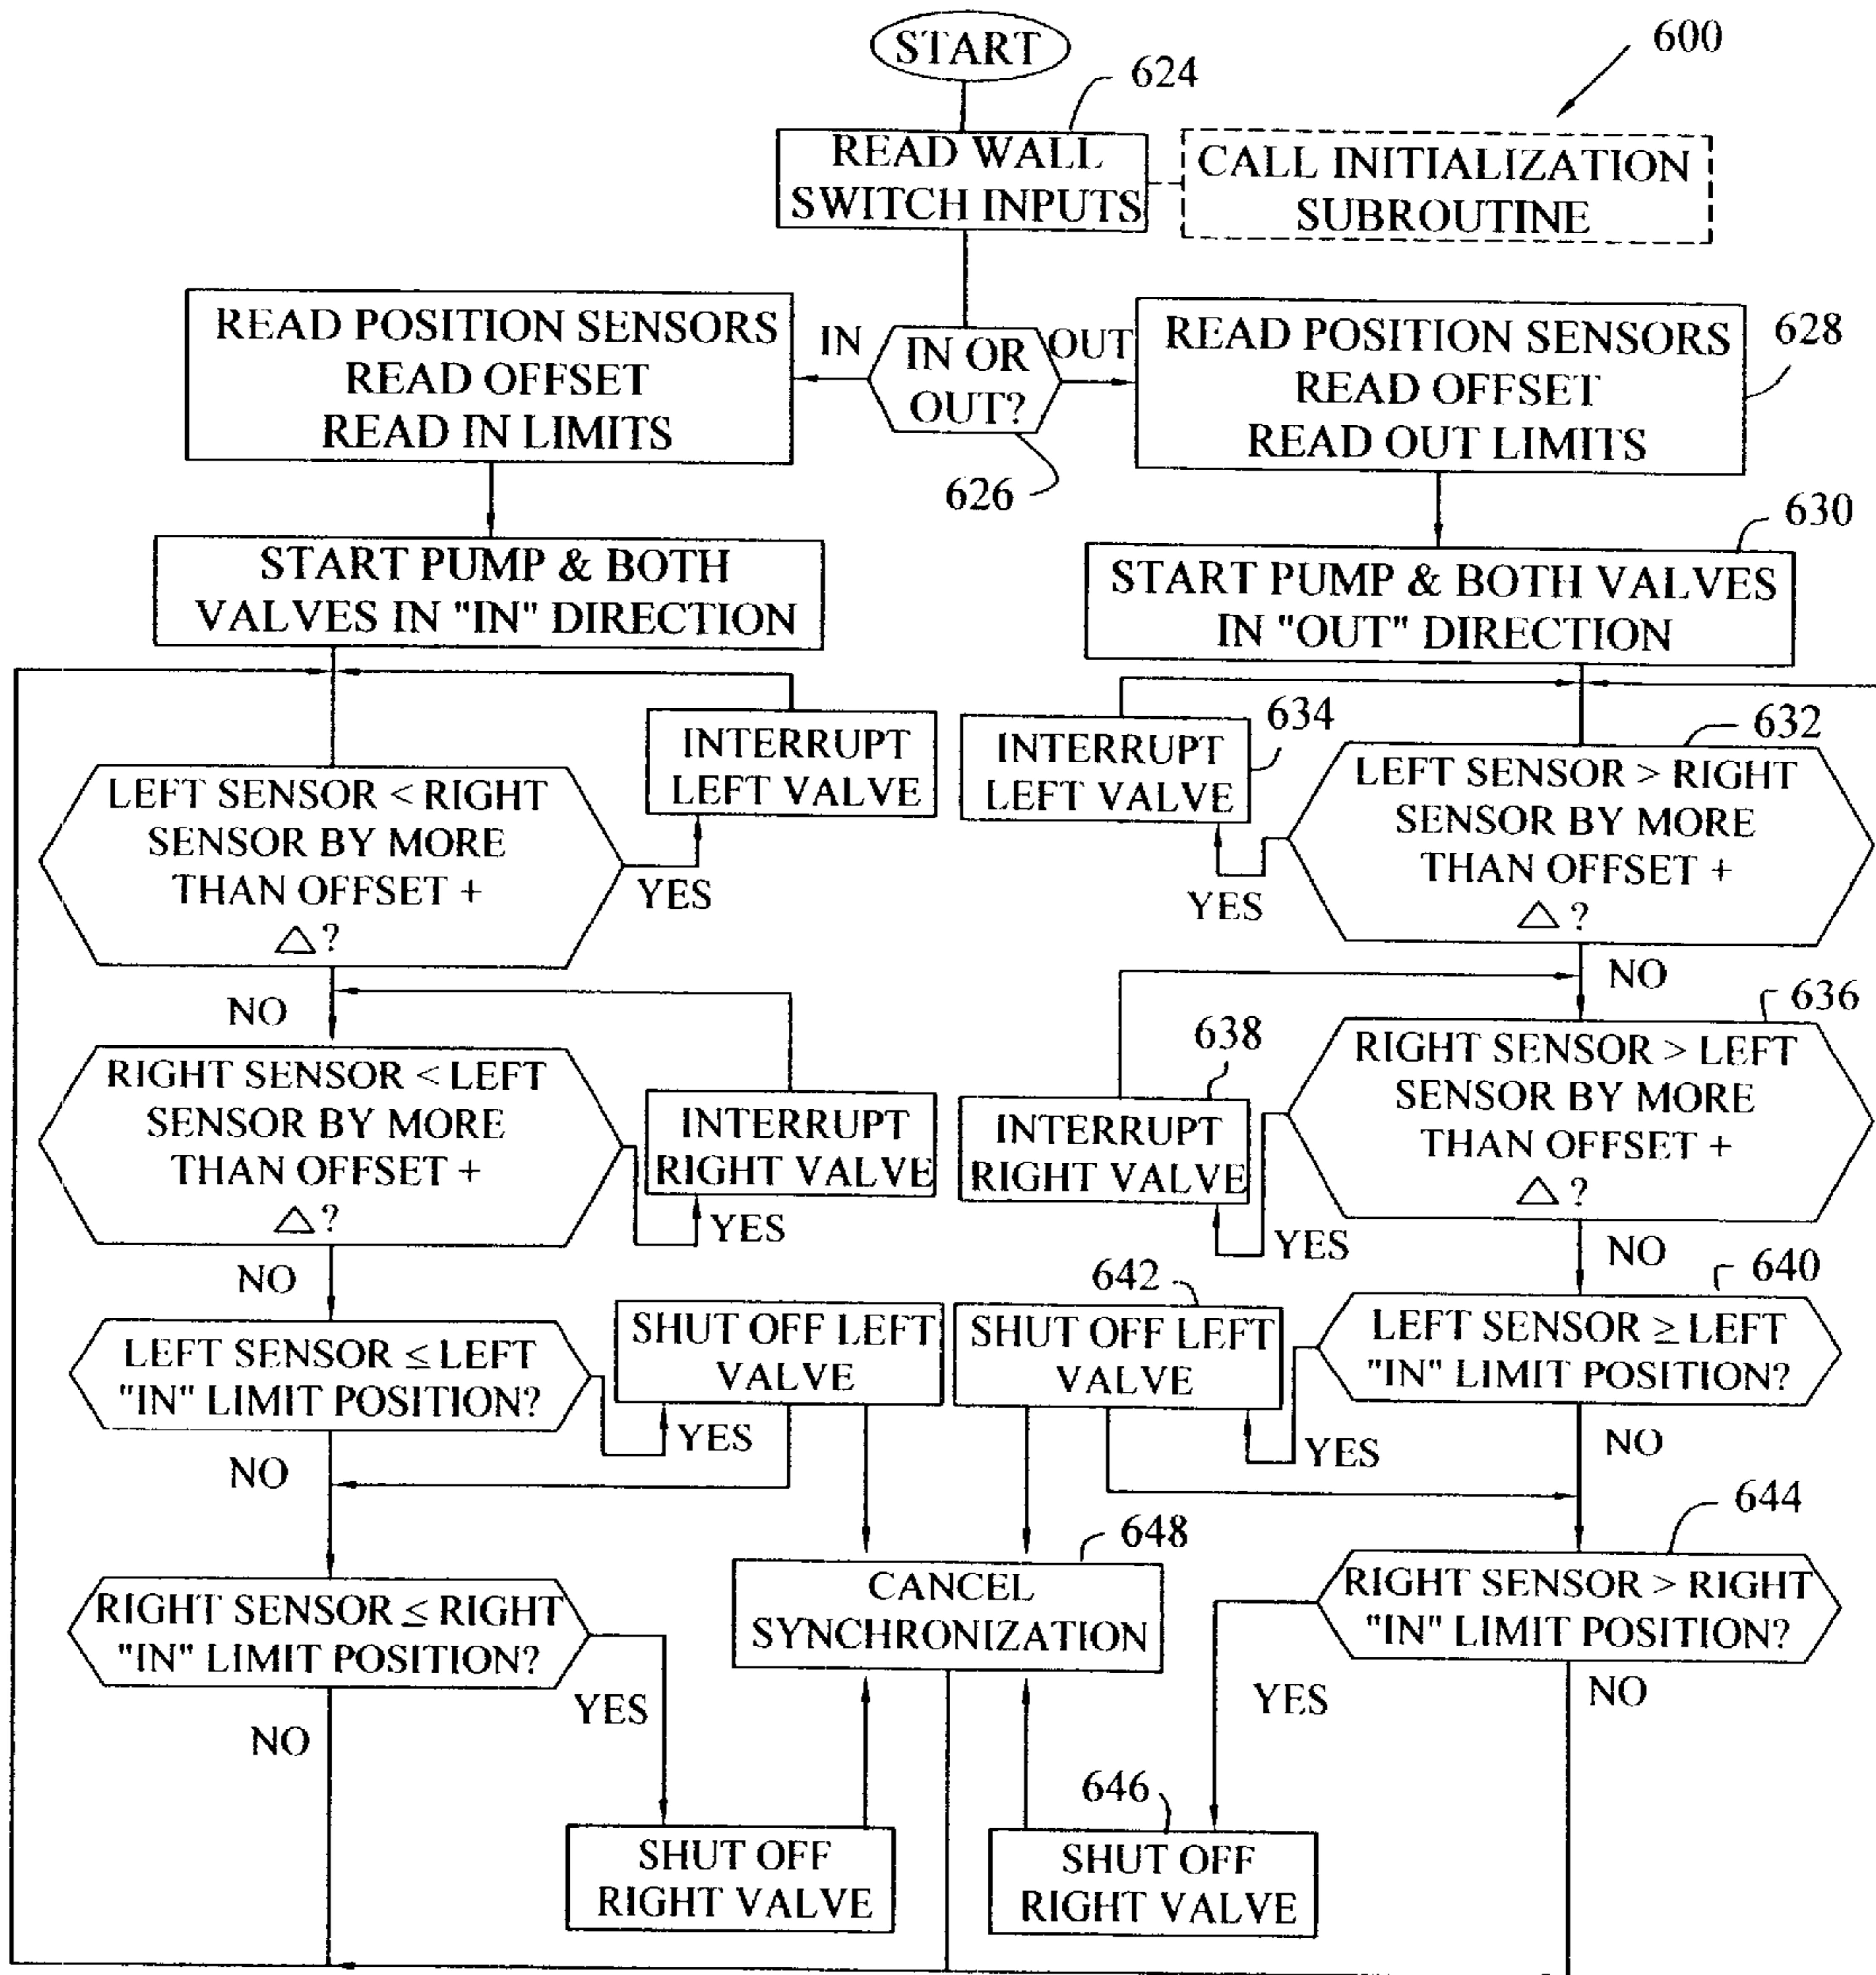 START
600
624
READ WALL
SWITCH INPUTS
CALL INITIALIZATION
SUBROUTINE
READ POSITION SENSORS
READ OFFSET
READ IN LIMITS
IN
IN OR
OUT?
OUT
626
READ POSITION SENSORS
READ OFFSET
READ OUT LIMITS
628
START PUMP & BOTH
VALVES IN "IN" DIRECTION
630
START PUMP & BOTH VALVES
IN "OUT" DIRECTION
INTERRUPT
LEFT VALVE
INTERRUPT
LEFT VALVE
634
632
LEFT SENSOR < RIGHT
SENSOR BY MORE
THAN OFFSET +
△ ?
YES
NO
LEFT SENSOR > RIGHT
SENSOR BY MORE
THAN OFFSET +
△ ?
YES
NO
636
RIGHT SENSOR < LEFT
SENSOR BY MORE
THAN OFFSET +
△ ?
YES
NO
INTERRUPT
RIGHT VALVE
638
INTERRUPT
RIGHT VALVE
RIGHT SENSOR > LEFT
SENSOR BY MORE
THAN OFFSET +
△ ?
YES
NO
640
LEFT SENSOR ≤ LEFT
"IN" LIMIT POSITION?
YES
NO
SHUT OFF LEFT
VALVE
642
SHUT OFF LEFT
VALVE
LEFT SENSOR ≥ LEFT
"IN" LIMIT POSITION?
YES
NO
644
RIGHT SENSOR ≤ RIGHT
"IN" LIMIT POSITION?
YES
NO
648
CANCEL
SYNCHRONIZATION
RIGHT SENSOR > RIGHT
"IN" LIMIT POSITION?
YES
NO
SHUT OFF
RIGHT VALVE
646
SHUT OFF
RIGHT VALVE